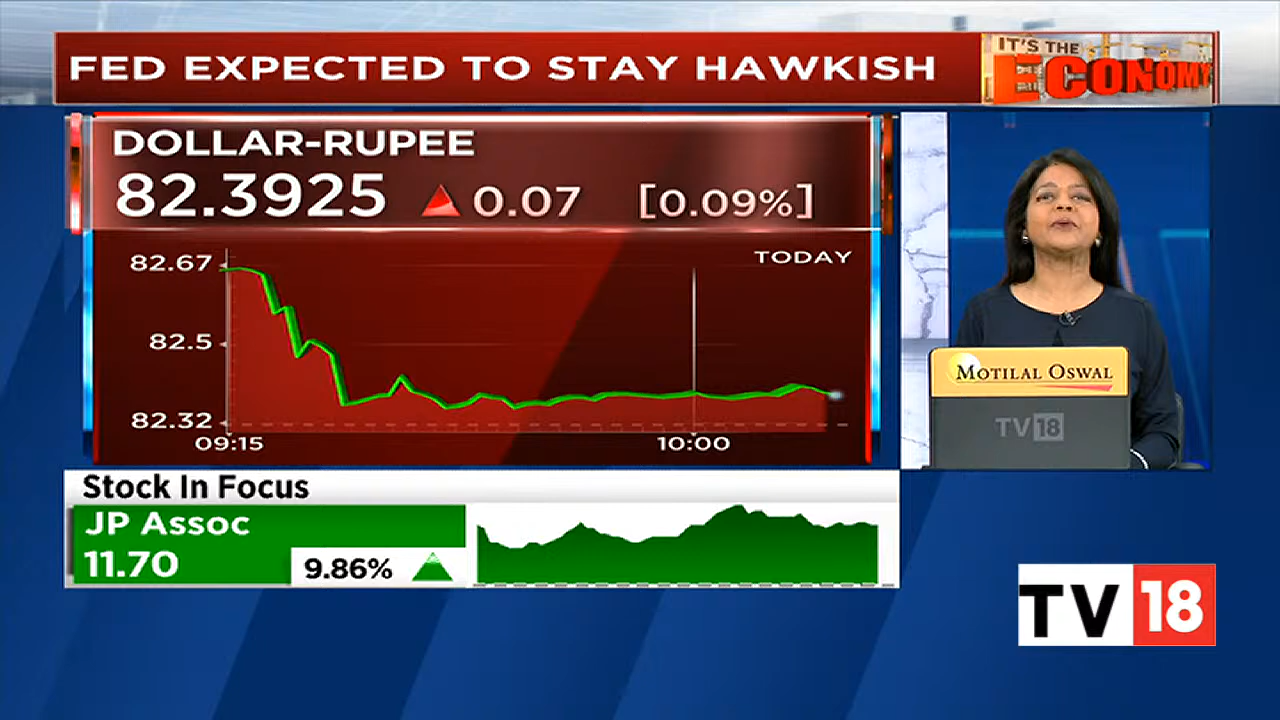 FED EXPECTED TO STAY HAWKISH
IT'S THE
ECONOMY
DOLLAR-RUPEE
82.3925 ▲ 0.07 [0.09%]
TODAY
82.67
82.5
82.32
09:15 10:00
MOTILAL OSWAL
TV18
Stock In Focus
JP Assoc
11.70
9.86%
TV18